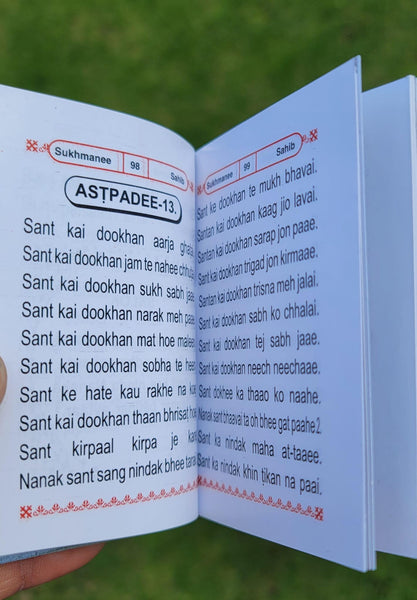 Sukhmanee 98 Sahib
ASṬPADEE-13.
Sant kai dookhan aarja
Sant kai dookhan jam te nahee
Sant kai dookhan sukh sabh
Sant kai dookhan narak meh
Sant kai dookhan mat hoe
Sant kai dookhan sobha te
Sant ke hate kau rakhe na
Sant kai dookhan thaan bhrisat
Sant kirpaal kirpa je
Nanak sant sang nindak bhee
Sukhmanee 99 Sahib
Sant ke dookhan te mukh bhavai.
Santan kai dookhan kaag jio lavai.
Santan kai dookhan sarap jon paae.
Sant kai dookhan trigad jon kirmaae.
Santan kai dookhan trisna meh jalai.
Sant kai dookhan sabh ko chhalai.
Sant kai dookhan tej sabh jaae.
Sant kai dookhan neech neechaae.
Sant dokhee ka thaao ko naahe.
Nanak sant bhaavai ta oh bhee gat paahe.2.
Sant ka nindak maha at-taaee.
Sant ka nindak khin ṭikan na paai.